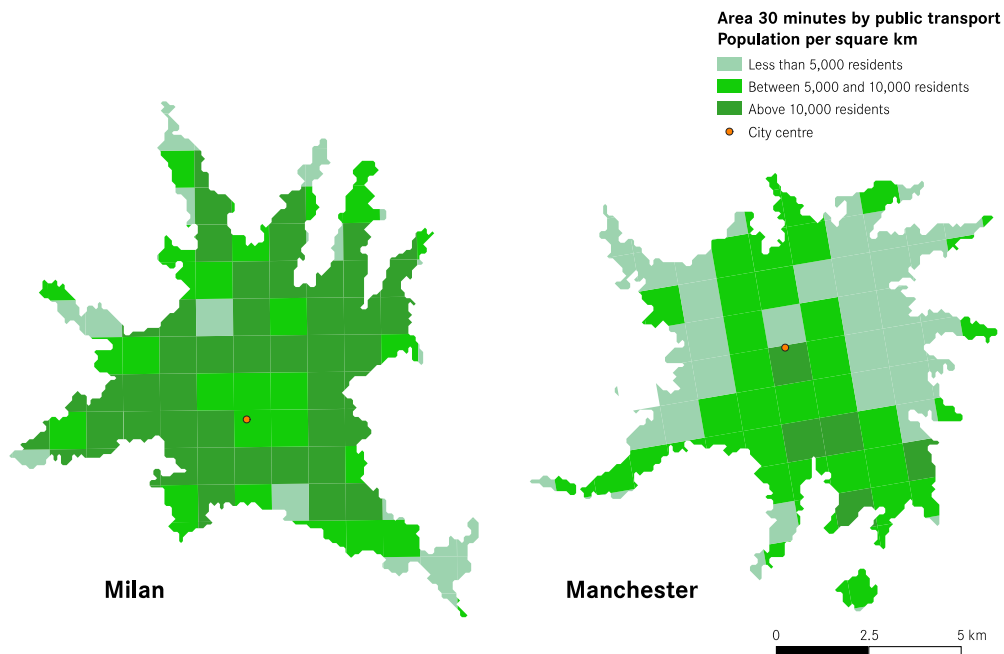 Area 30 minutes by public transport
Population per square km
Less than 5,000 residents
Between 5,000 and 10,000 residents
Above 10,000 residents
City centre
Milan
Manchester
0 2.5 5 km